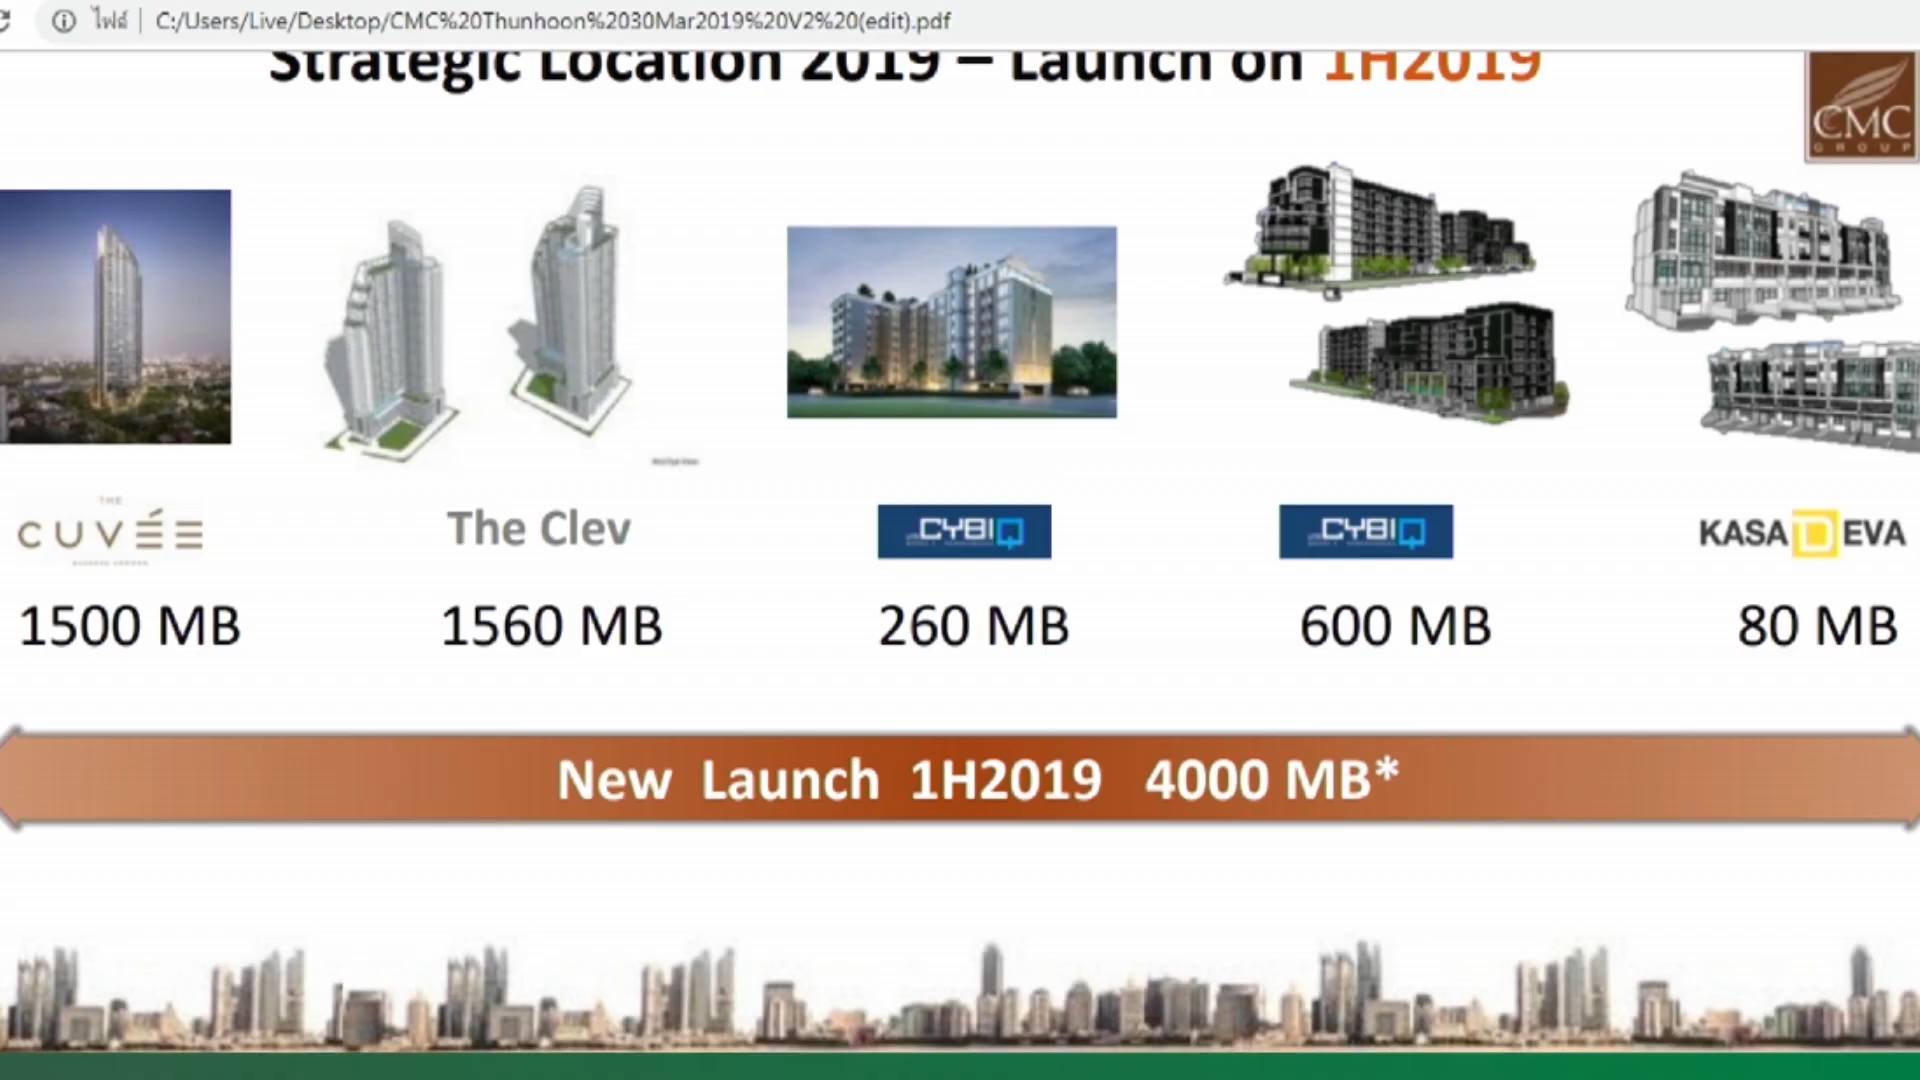 ไฟล์ | C:/Users/Live/Desktop/CMC%20Thunhoon%2030Mar2019%20V2%20(edit).pdf
Strategic Location 2019 – Launch on 1H2019
CMC
GROUP
THE
CUVÉE
The Clev
CYBIQ
CYBIQ
KASA DEVA
1500 MB
1560 MB
260 MB
600 MB
80 MB
New Launch 1H2019 4000 MB*